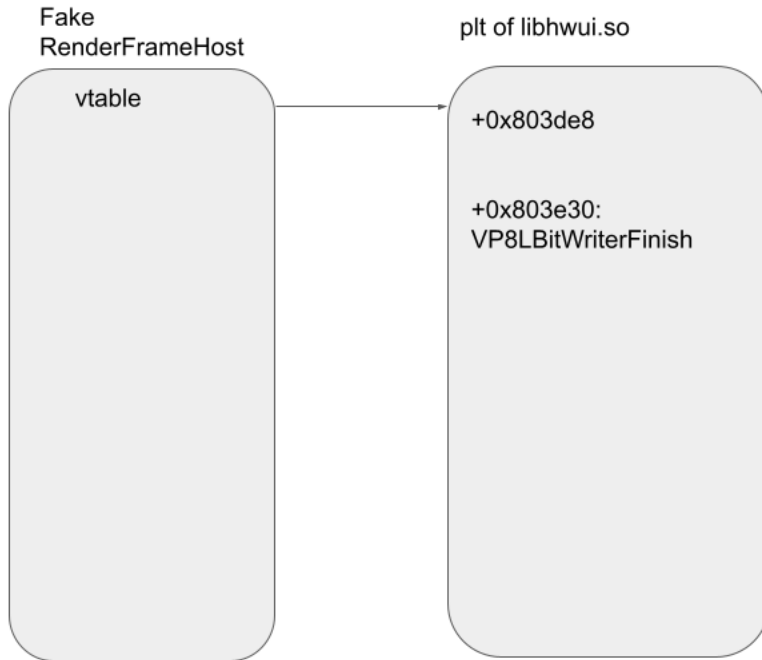 Fake
RenderFrameHost
plt of libhwui.so
vtable
+0x803de8
+0x803e30:
VP8LBitWriterFinish